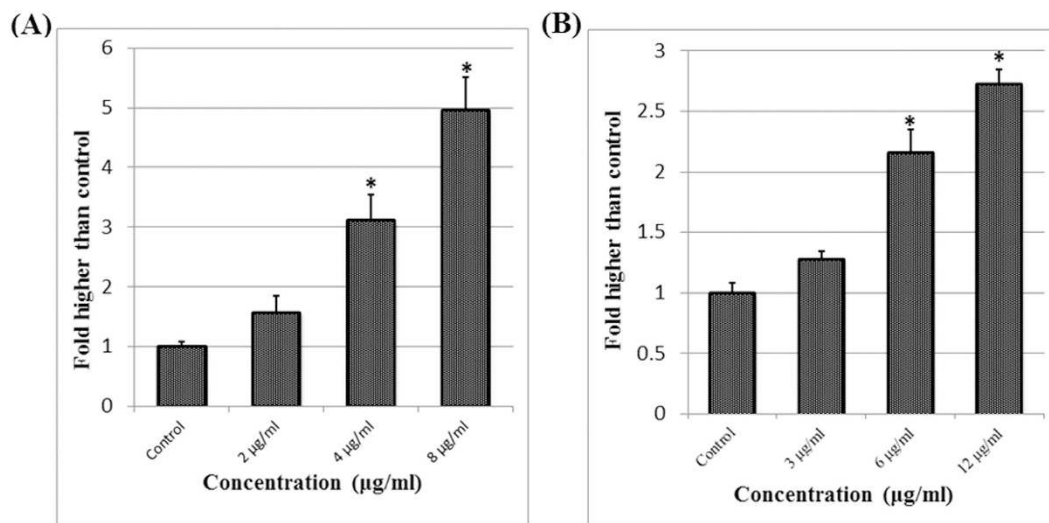 (A)
Fold higher than control
6
5
4
3
2
1
0
*
*
Control
2 µg/ml
4 µg/ml
8 µg/ml
Concentration (µg/ml)
(B)
Fold higher than control
3
2.5
2
1.5
1
0.5
0
*
*
Control
3 µg/ml
6 µg/ml
12 µg/ml
Concentration (µg/ml)